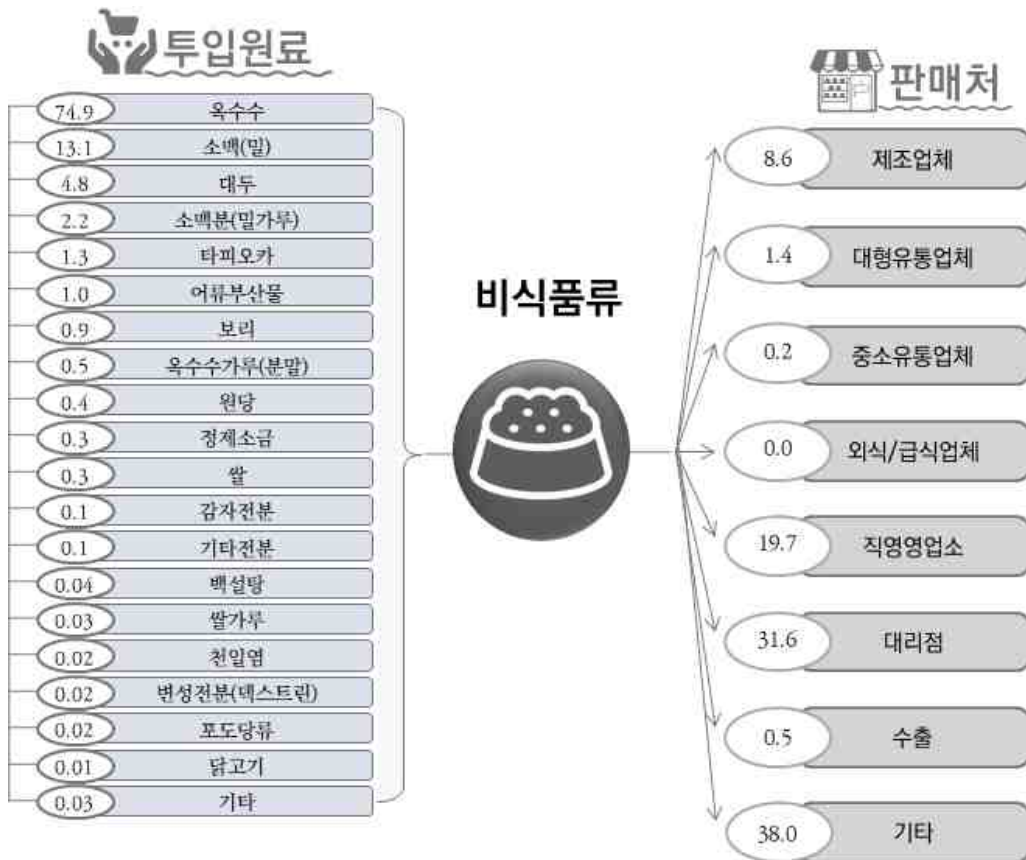 투입원료
74.9 옥수수
13.1 소맥(밀)
4.8 대두
2.2 소맥분(밀가루)
1.3 타피오카
1.0 어류부산물
0.9 보리
0.5 옥수수가루(분말)
0.4 원당
0.3 정제소금
0.3 쌀
0.1 감자전분
0.1 기타전분
0.04 백설탕
0.03 쌀가루
0.02 천일염
0.02 변성전분(덱스트린)
0.02 포도당류
0.01 닭고기
0.03 기타
비식품류
판매처
8.6 제조업체
1.4 대형유통업체
0.2 중소유통업체
0.0 외식/급식업체
19.7 직영영업소
31.6 대리점
0.5 수출
38.0 기타